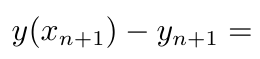 y(x_{n+1}) − y_{n+1} =